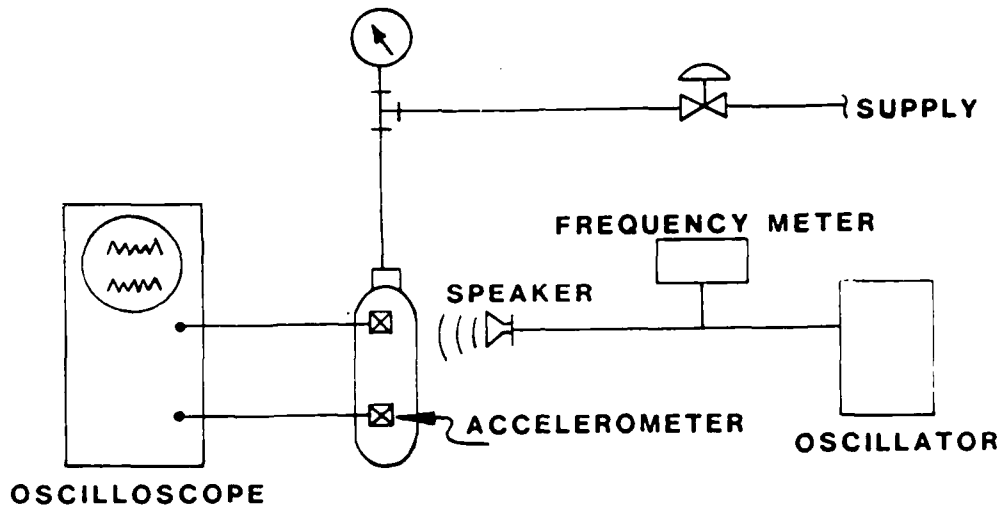 SUPPLY
FREQUENCY METER
SPEAKER
ACCELEROMETER
OSCILLATOR
OSCILLOSCOPE